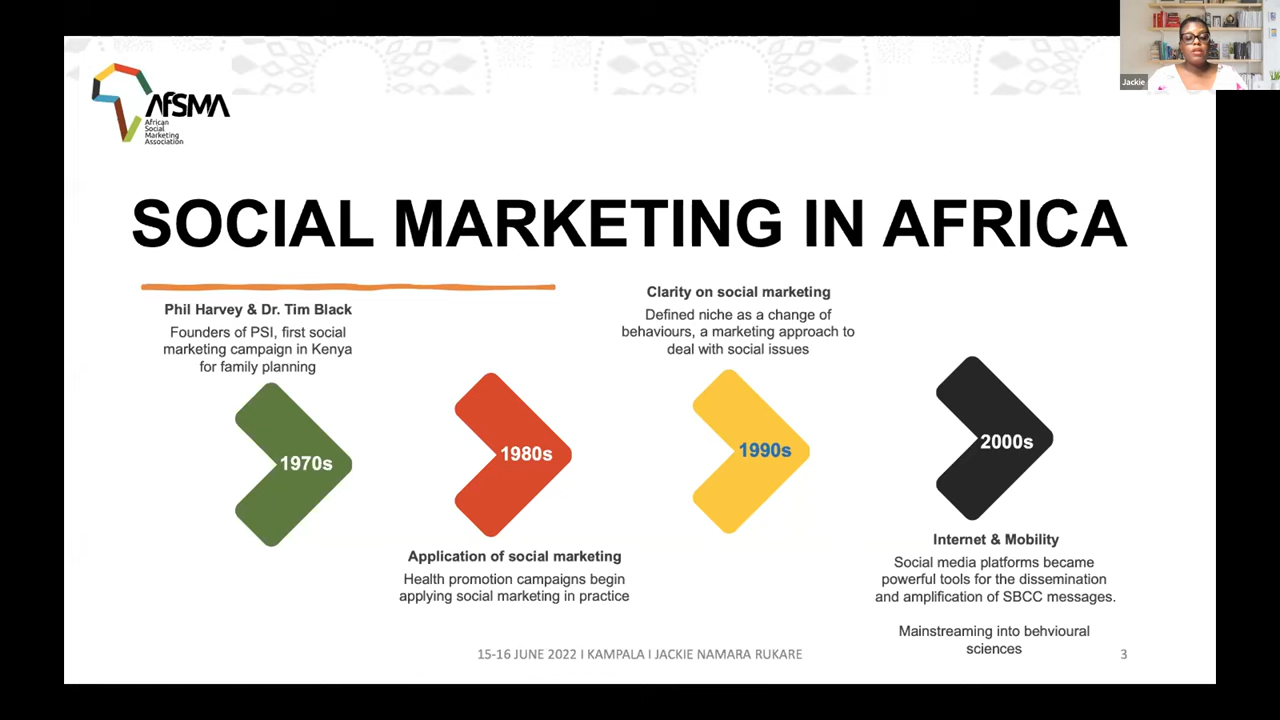 Jackie
AfSMA
African
Social
Marketing
Association
SOCIAL MARKETING IN AFRICA
Phil Harvey & Dr. Tim Black
Founders of PSI, first social
marketing campaign in Kenya
for family planning
1970s
1980s
Application of social marketing
Health promotion campaigns begin
applying social marketing in practice
Clarity on social marketing
Defined niche as a change of
behaviours, a marketing approach to
deal with social issues
1990s
2000s
Internet & Mobility
Social media platforms became
powerful tools for the dissemination
and amplification of SBCC messages.
Mainstreaming into behvioural
sciences
15-16 JUNE 2022 I KAMPALA I JACKIE NAMARA RUKARE
3